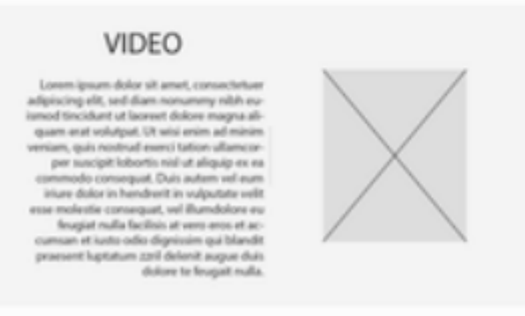 VIDEO
Lorem ipsum dolor sit amet, consectetuer
adipiscing elit, sed diam nonummy nibh eu-
ismod tincidunt ut laoreet dolore magna ali-
quam erat volutpat. Ut wisi enim ad minim
veniam, quis nostrud exerci tation ullamcor-
per suscipit lobortis nisl ut aliquip ex ea
commodo consequat. Duis autem vel eum
iriure dolor in hendrerit in vulputate velit
esse molestie consequat, vel illumdolore eu
feugiat nulla facilisis at vero eros et ac-
cumsan et iusto odio dignissim qui blandit
praesent luptatum zzril delenit augue duis
dolore te feugait nulla.